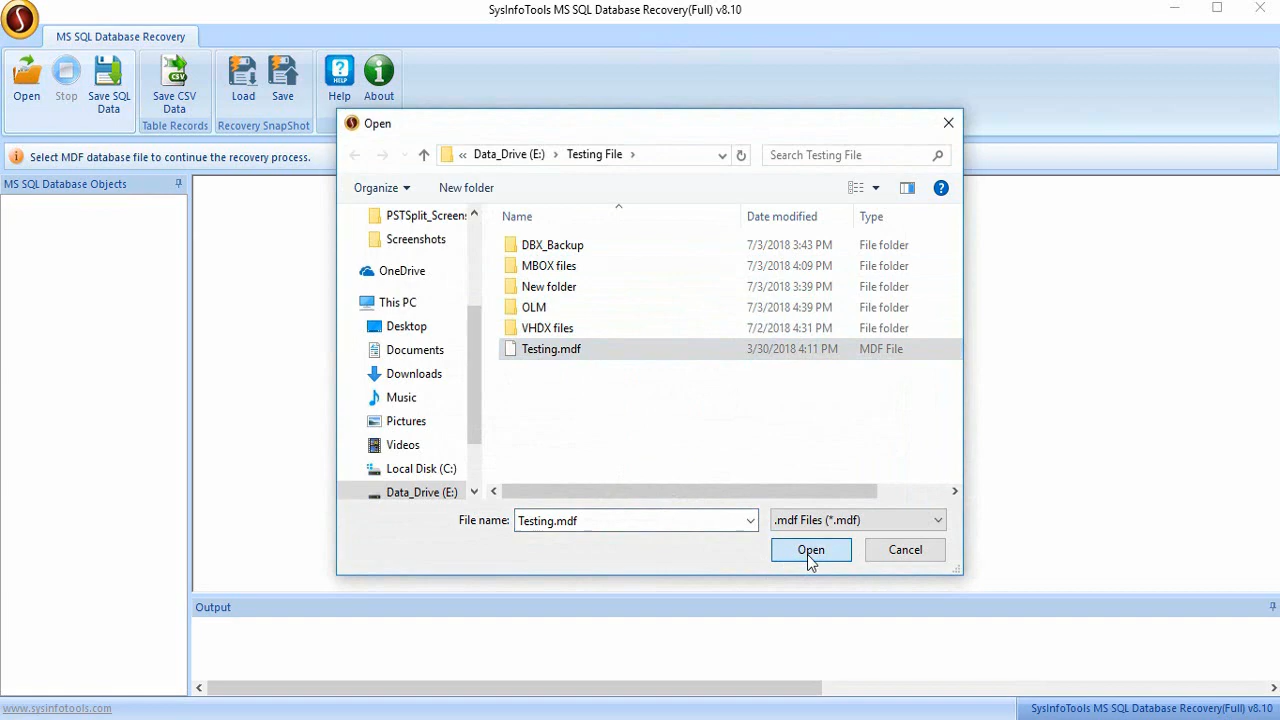 SysInfoTools MS SQL Database Recovery(Full) v8.10
MS SQL Database Recovery
Open
Stop
Save SQL Data
Save CSV Data
Load
Save
Help
About
Table Records
Recovery SnapShot
HELP
CSV
Select MDF database file to continue the recovery process.
MS SQL Database Objects
Open
« Data_Drive (E:) › Testing File ›
Search Testing File
Organize
New folder
PSTSplit_Screens
Screenshots
OneDrive
This PC
Desktop
Documents
Downloads
Music
Pictures
Videos
Local Disk (C:)
Data_Drive (E:)
Name Date modified Type
DBX_Backup 7/3/2018 3:43 PM File folder
MBOX files 7/3/2018 4:09 PM File folder
New folder 7/3/2018 3:39 PM File folder
OLM 7/3/2018 4:39 PM File folder
VHDX files 7/2/2018 4:31 PM File folder
Testing.mdf 3/30/2018 4:11 PM MDF File
File name: Testing.mdf
.mdf Files (*.mdf)
Open
Cancel
Output
www.sysinfotools.com
SysInfoTools MS SQL Database Recovery(Full) v8.10